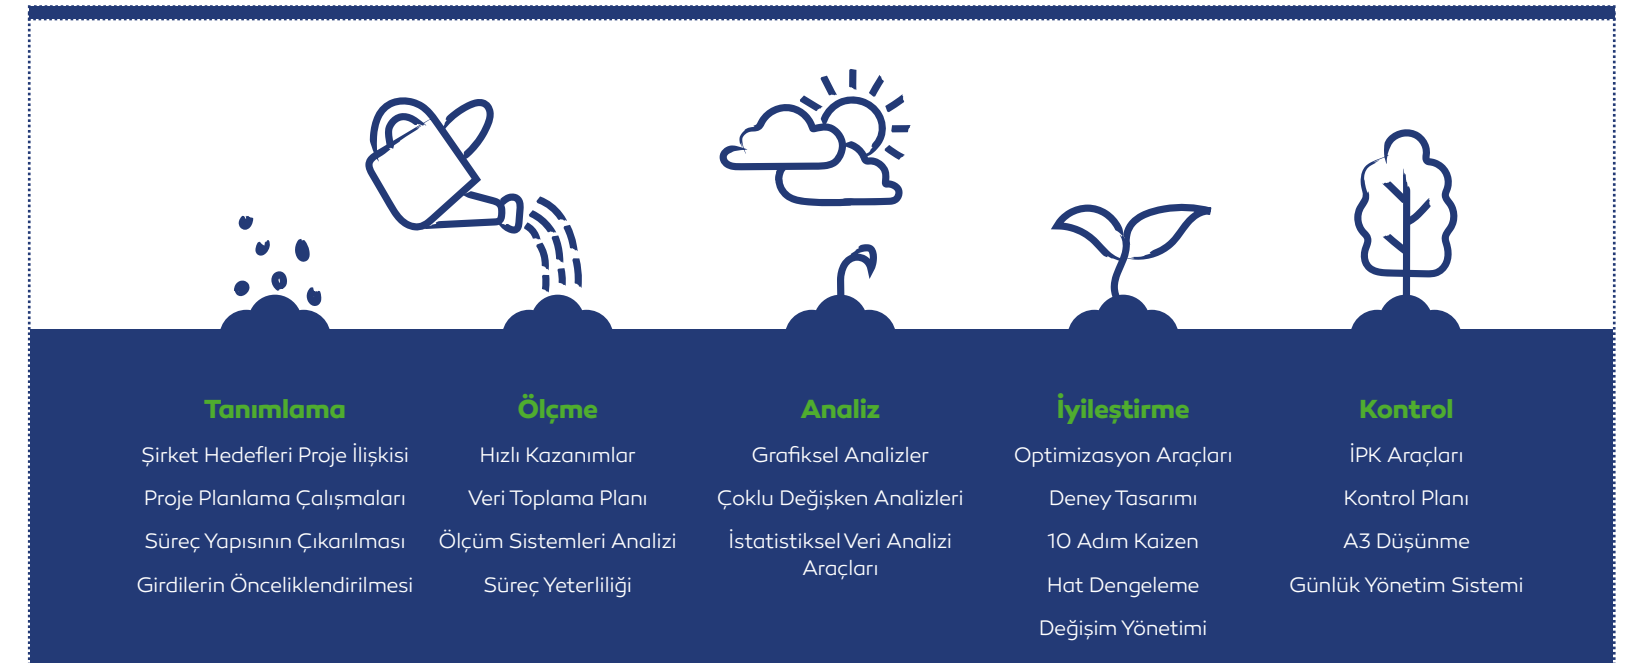 Tanımlama
Şirket Hedefleri Proje İlişkisi
Proje Planlama Çalışmaları
Süreç Yapısının Çıkarılması
Girdilerin Önceliklendirilmesi
Ölçme
Hızlı Kazanımlar
Veri Toplama Planı
Ölçüm Sistemleri Analizi
Süreç Yeterliliği
Analiz
Grafiksel Analizler
Çoklu Değişken Analizleri
İstatistiksel Veri Analizi
Araçları
İyileştirme
Optimizasyon Araçları
Deney Tasarımı
10 Adım Kaizen
Hat Dengeleme
Değişim Yönetimi
Kontrol
İPK Araçları
Kontrol Planı
A3 Düşünme
Günlük Yönetim Sistemi